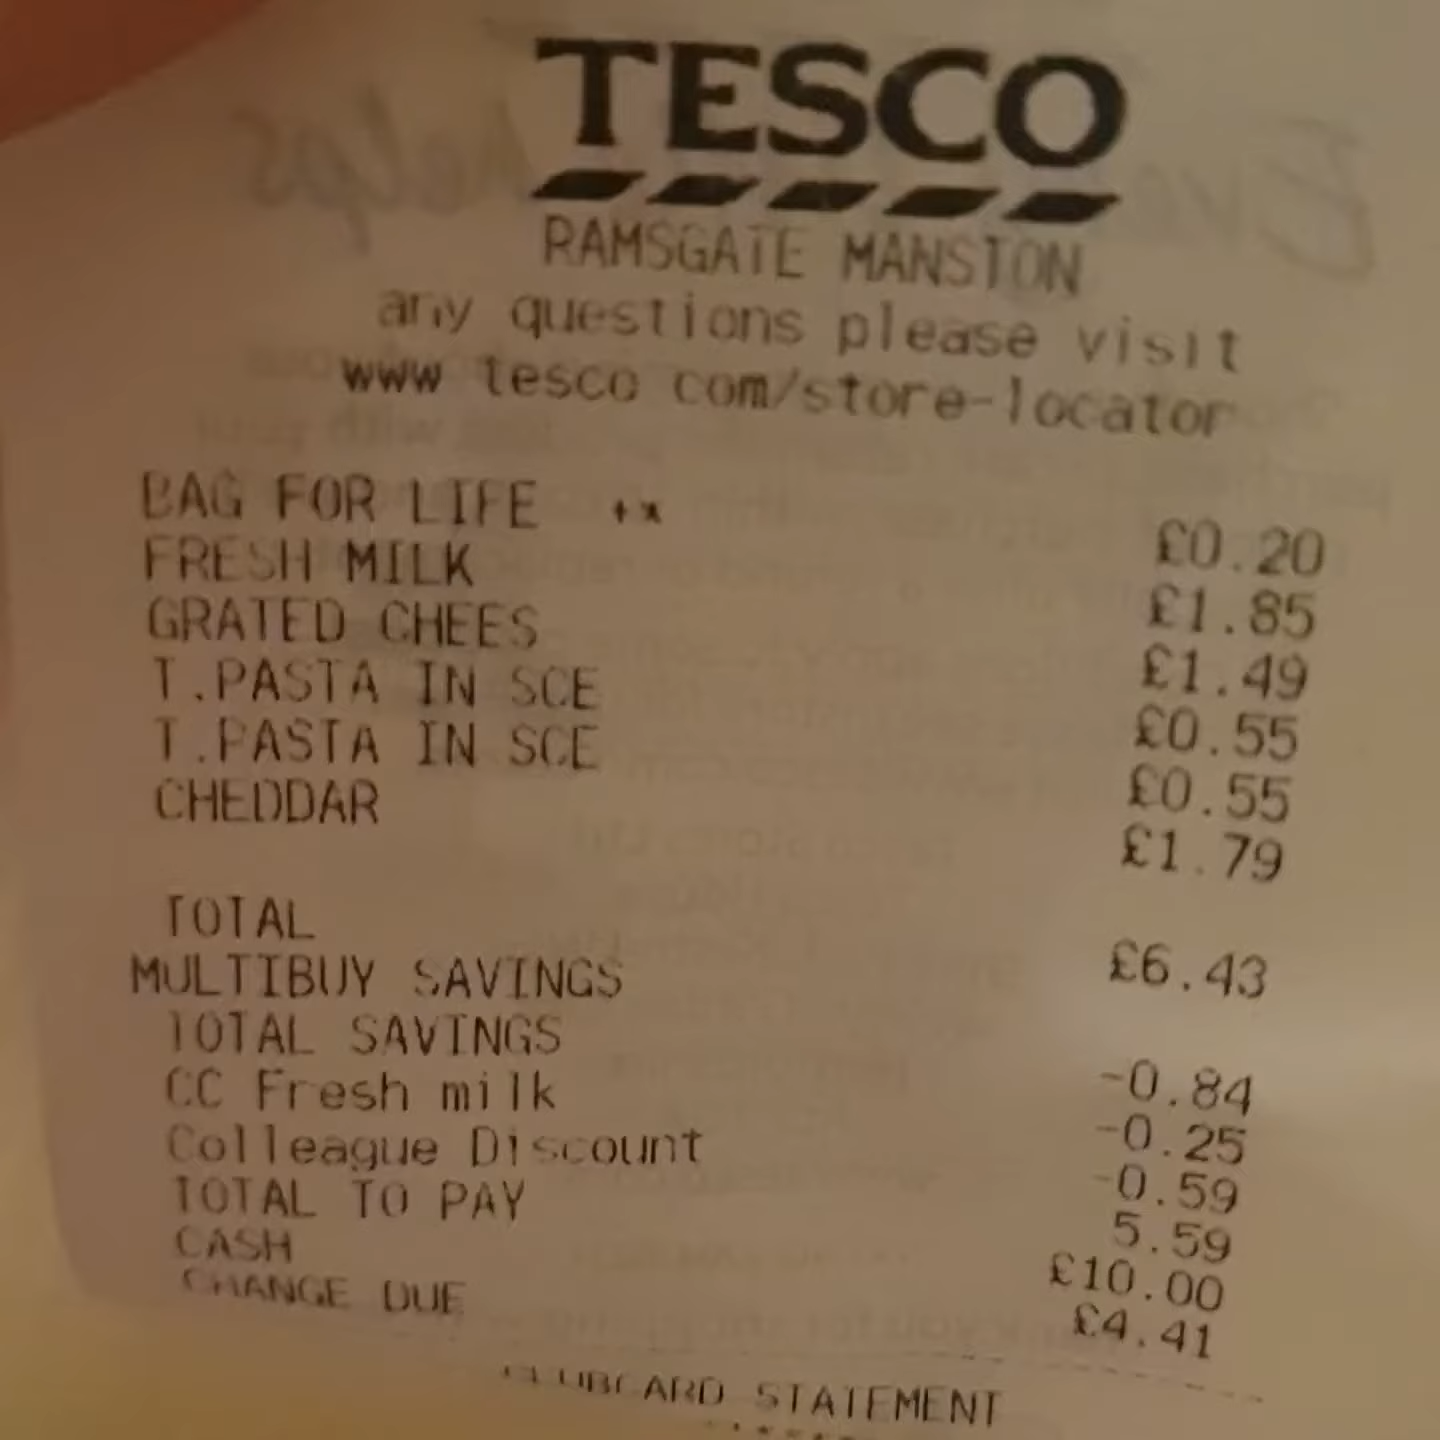 TESCO
RAMSGATE MANSTON
any questions please visit
www tesco com/store-locator
BAG FOR LIFE +x £0.20
FRESH MILK £1.85
GRATED CHEES £1.49
T.PASTA IN SCE £0.55
T.PASTA IN SCE £0.55
CHEDDAR £1.79
TOTAL £6.43
MULTIBUY SAVINGS
TOTAL SAVINGS -0.84
CC Fresh milk -0.25
Colleague Discount -0.59
TOTAL TO PAY 5.59
CASH £10.00
CHANGE DUE £4.41
CLUBCARD STATEMENT